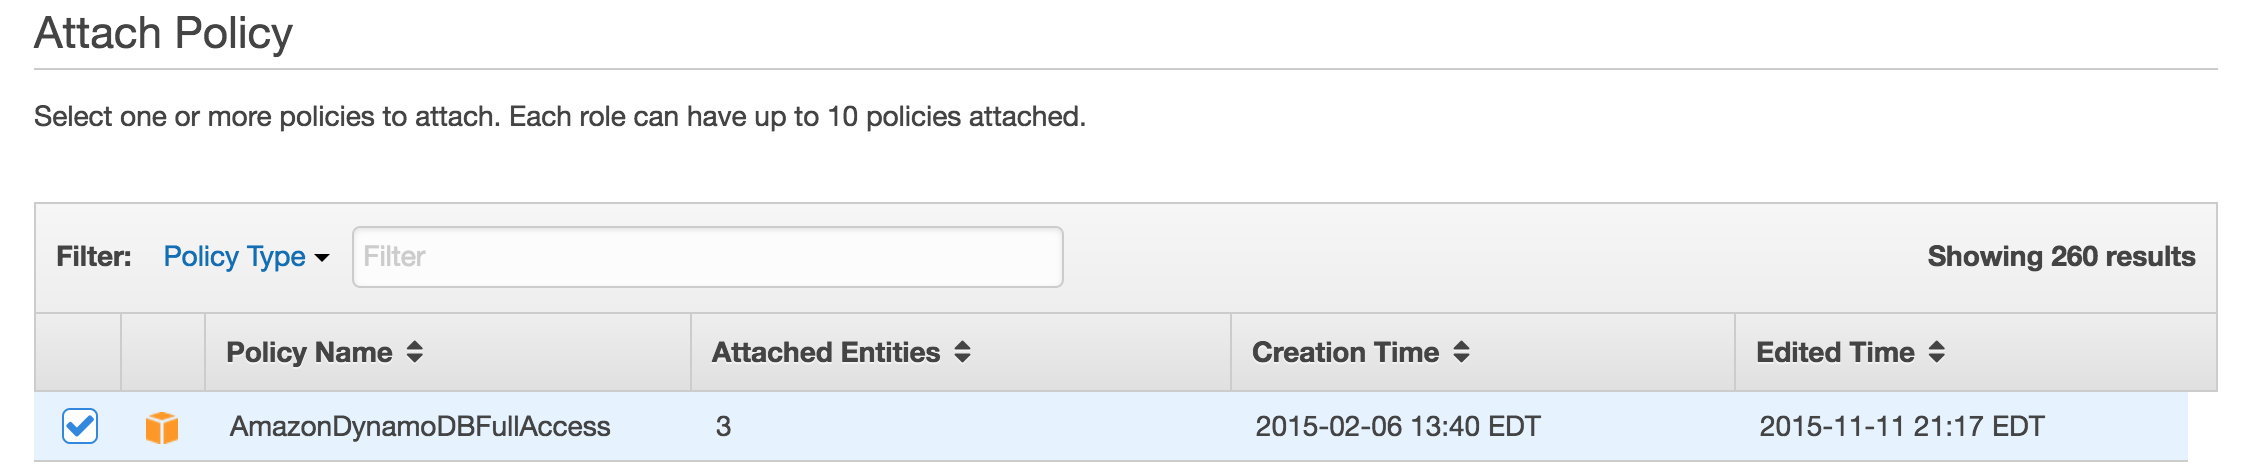 Attach Policy
Select one or more policies to attach. Each role can have up to 10 policies attached.
Filter: Policy Type Filter Showing 260 results
Policy Name Attached Entities Creation Time Edited Time
AmazonDynamoDBFullAccess 3 2015-02-06 13:40 EDT 2015-11-11 21:17 EDT